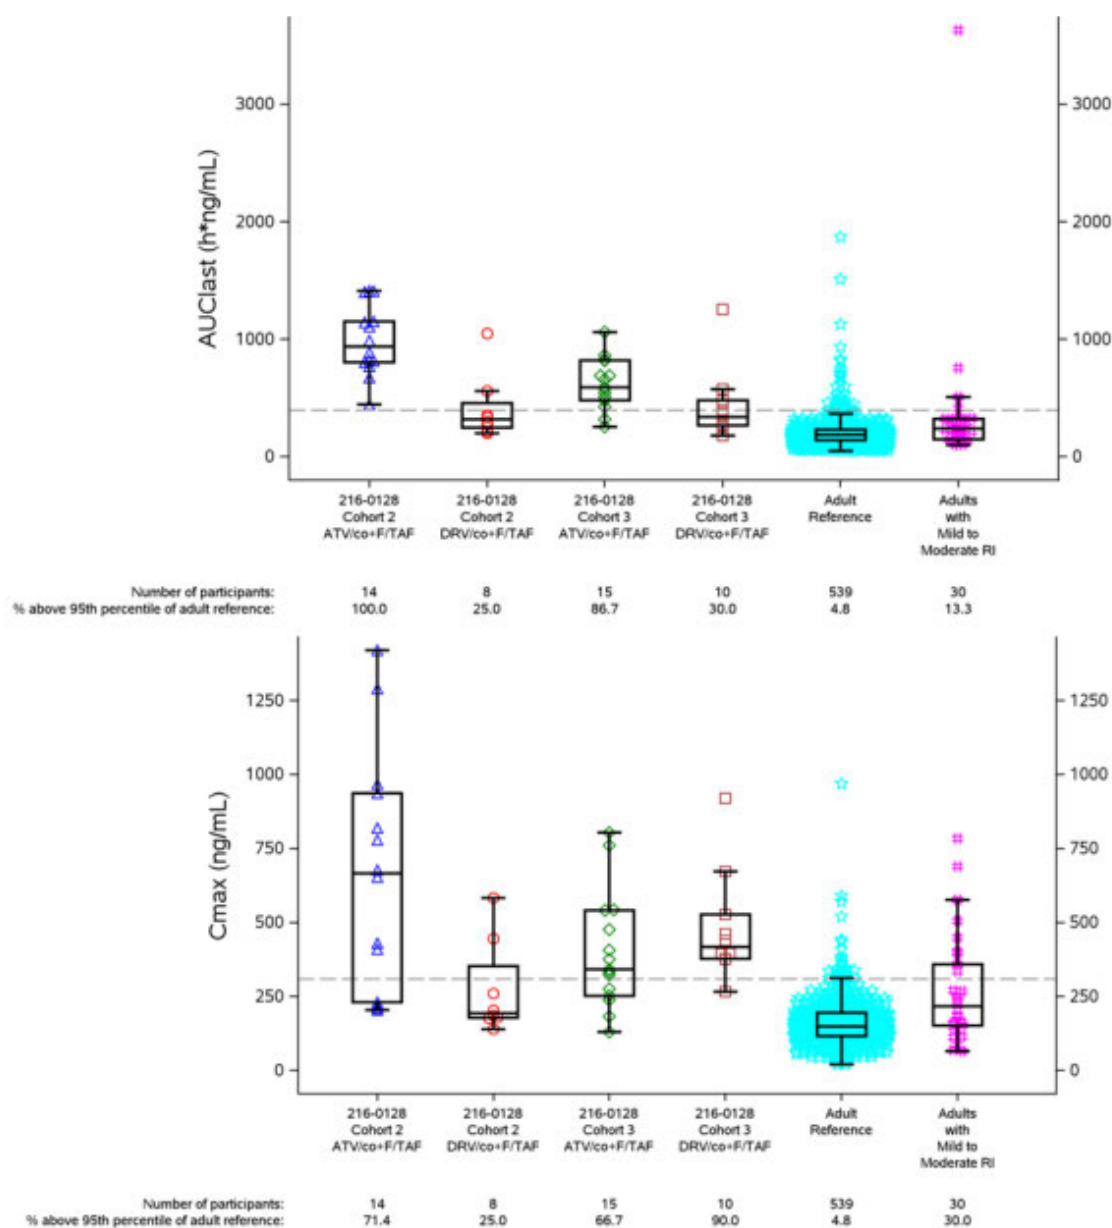 AUClast (h*ng/mL)
3000 3000
2000 2000
1000 1000
0 0
216-0128 216-0128 216-0128 216-0128 Adult Adults
Cohort 2 Cohort 2 Cohort 3 Cohort 3 Reference with
ATV/co+F/TAF DRV/co+F/TAF ATV/co+F/TAF DRV/co+F/TAF Mild to
Moderate RI
Number of participants: 14 8 15 10 539 30
% above 95th percentile of adult reference: 100.0 25.0 86.7 30.0 4.8 13.3
Cmax (ng/mL)
1250 1250
1000 1000
750 750
500 500
250 250
0 0
216-0128 216-0128 216-0128 216-0128 Adult Adults
Cohort 2 Cohort 2 Cohort 3 Cohort 3 Reference with
ATV/co+F/TAF DRV/co+F/TAF ATV/co+F/TAF DRV/co+F/TAF Mild to
Moderate RI
Number of participants: 14 8 15 10 539 30
% above 95th percentile of adult reference: 71.4 25.0 66.7 90.0 4.8 30.0